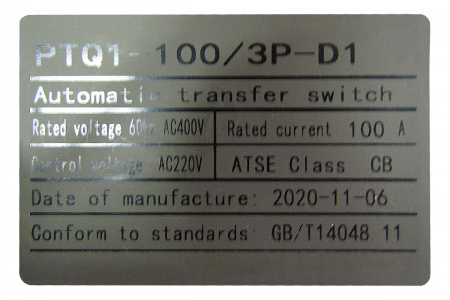 PTQ1-100/3P-D1
Automatic transfer switch
Rated voltage 60hz AC400V Rated current 100 A
Control voltage AC220V ATSE Class CB
Date of manufacture: 2020-11-06
Conform to standards: GB/T14048 11